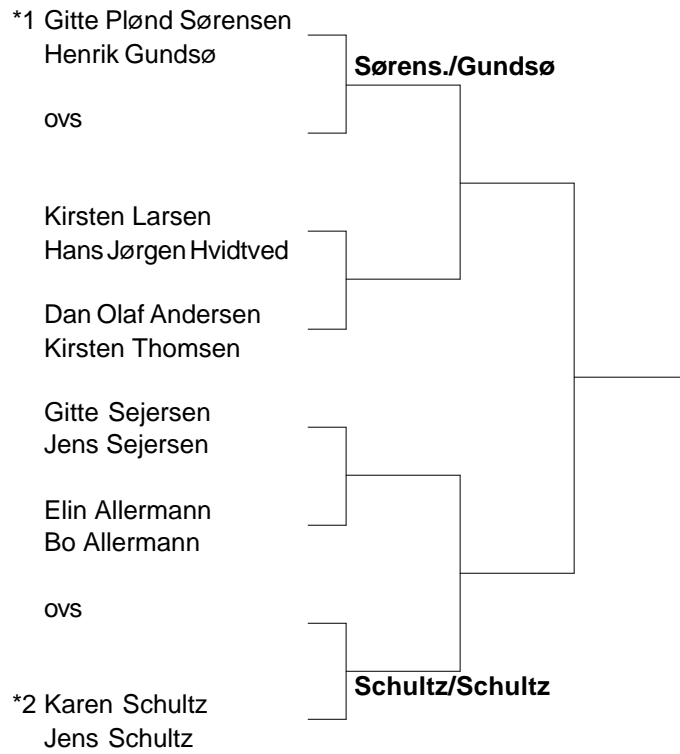 *1 Gitte Plønd Sørensen
Henrik Gundsø
Sørens./Gundsø
ovs
Kirsten Larsen
Hans Jørgen Hvidtved
Dan Olaf Andersen
Kirsten Thomsen
Gitte Sejersen
Jens Sejersen
Elin Allermann
Bo Allermann
ovs
Schultz/Schultz
*2 Karen Schultz
Jens Schultz